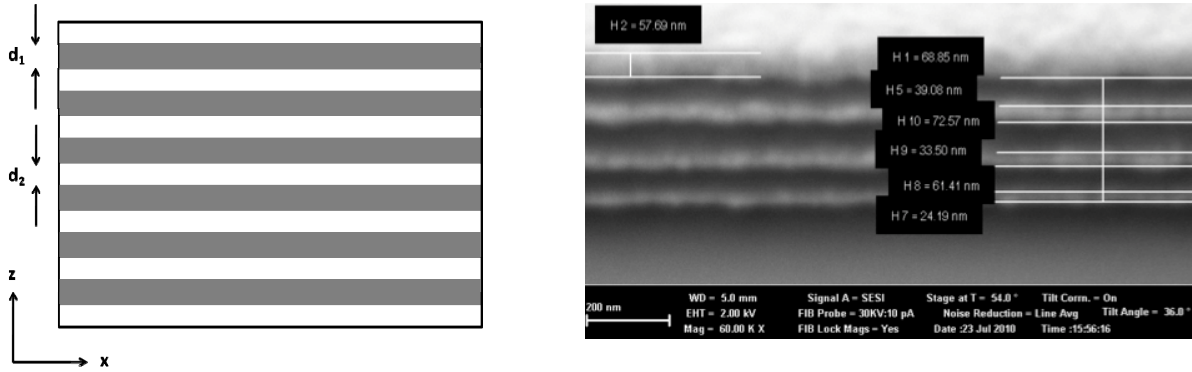 d1
d2
z
x
H 2 = 57.69 nm
H 1 = 68.85 nm
H 5 = 39.08 nm
H 10 = 72.57 nm
H 9 = 33.50 nm
H 8 = 61.41 nm
H 7 = 24.19 nm
200 nm
WD = 5.0 mm Signal A = SESI Stage at T = 54.0 ° Tilt Corrn. = On
EHT = 2.00 kV FIB Probe = 30KV:10 pA Noise Reduction = Line Avg Tilt Angle = 36.0 °
Mag = 60.00 K X FIB Lock Mags = Yes Date :23 Jul 2010 Time :15:56:16